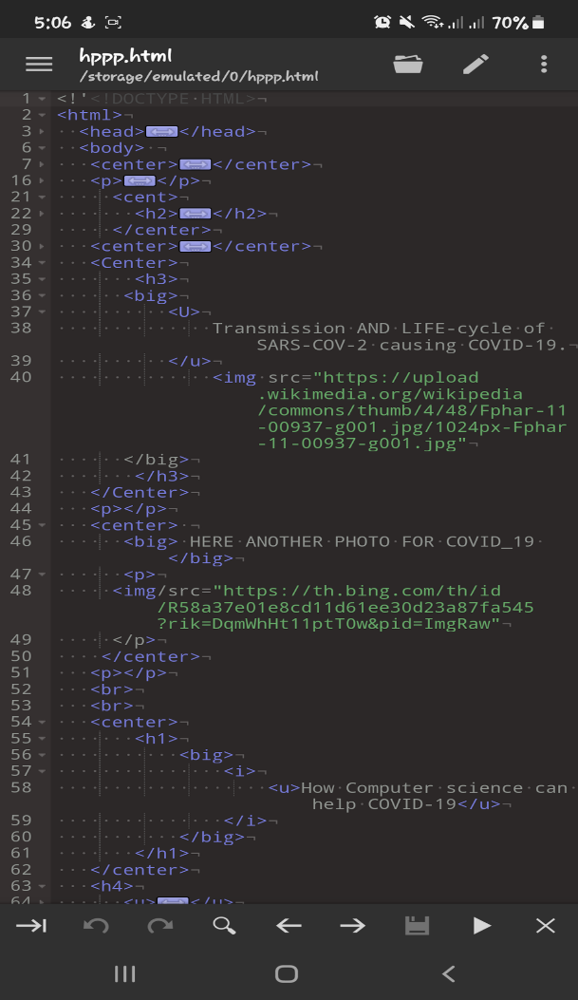 5:06 70%
hppp.html
/storage/emulated/0/hppp.html
1 <!'<!DOCTYPE HTML>
2 <html>
3 <head></head>
6 <body>
7 <center></center>
16 <p></p>
21 <cent>
22 <h2></h2>
29 </center>
30 <center></center>
34 <Center>
35 <h3>
36 <big>
37 <U>
38 Transmission AND LIFE-cycle of
SARS-COV-2 causing COVID-19.
39 </u>
40 <img src="https://upload
.wikimedia.org/wikipedia
/commons/thumb/4/48/Fphar-11
-00937-g001.jpg/1024px-Fphar
-11-00937-g001.jpg"
41 </big>
42 </h3>
43 </Center>
44 <p></p>
45 <center>
46 <big> HERE ANOTHER PHOTO FOR COVID_19
</big>
47 <p>
48 <img/src="https://th.bing.com/th/id
/R58a37e01e8cd11d61ee30d23a87fa545
?rik=DqmWhHt11ptT0w&pid=ImgRaw"
49 </p>
50 </center>
51 <p></p>
52 <br>
53 <br>
54 <center>
55 <h1>
56 <big>
57 <i>
58 <u>How Computer science can
help COVID-19</u>
59 </i>
60 </big>
61 </h1>
62 </center>
63 <h4>
64 <u></u>